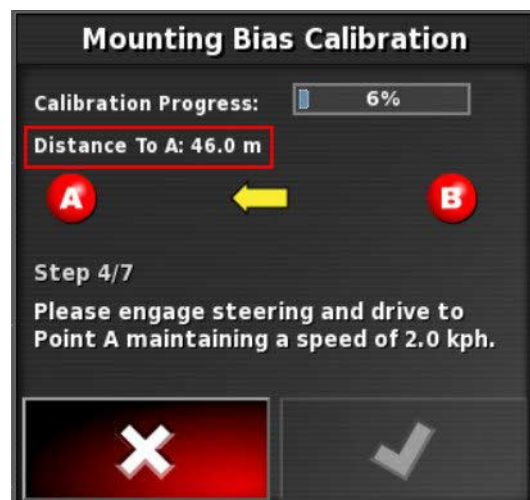 Mounting Bias Calibration
Calibration Progress: 6%
Distance To A: 46.0 m
A B
Step 4/7
Please engage steering and drive to
Point A maintaining a speed of 2.0 kph.